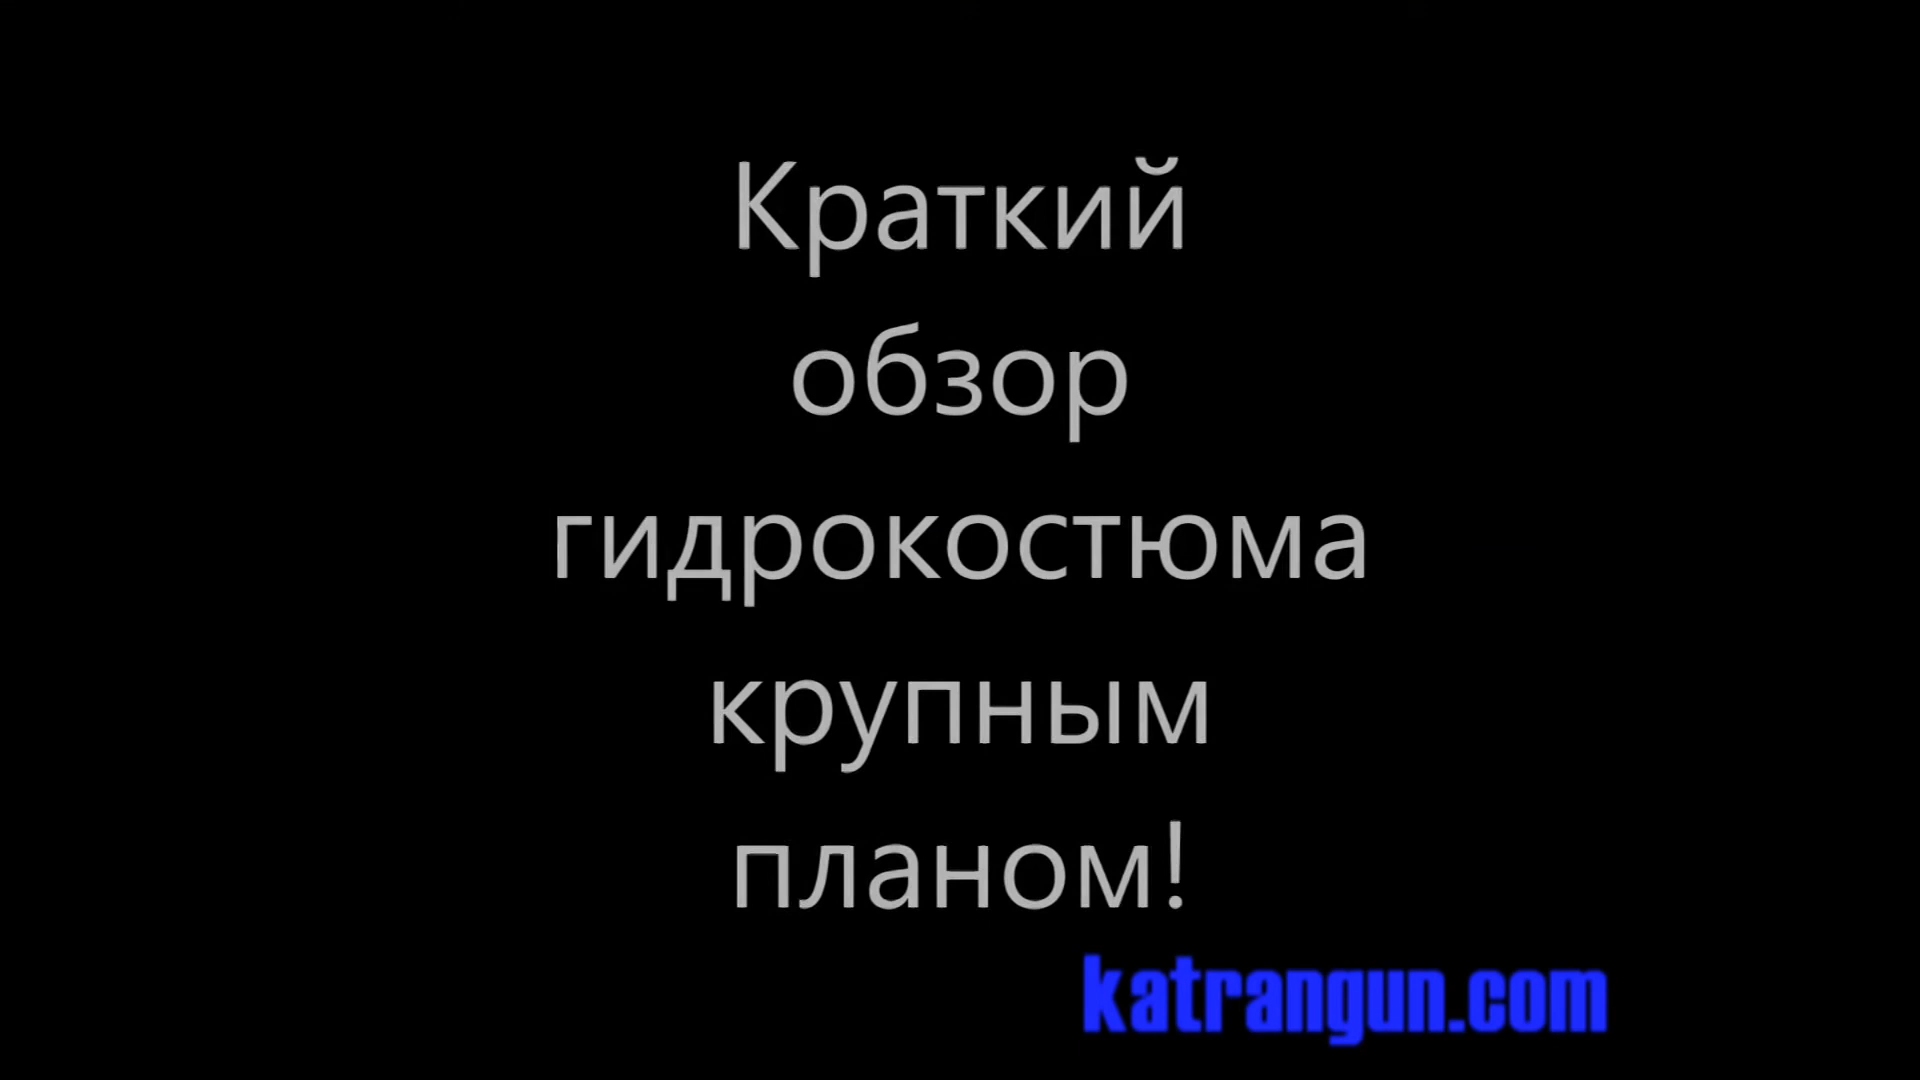 Краткий
обзор
гидрокостюма
крупным
планом!
katrangun.com